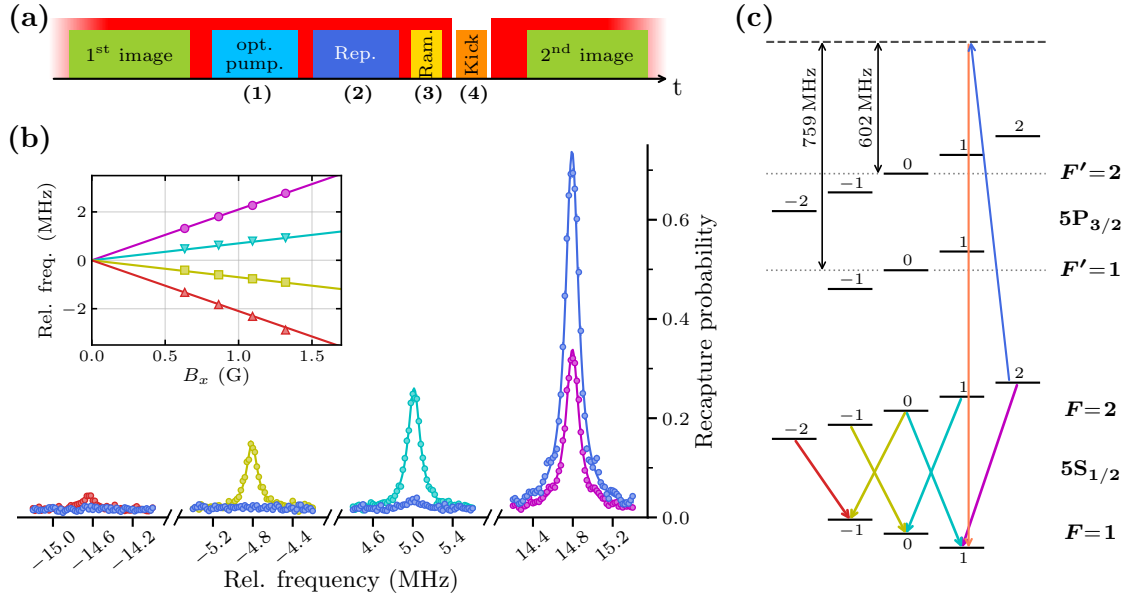 (a)
1st image
opt. pump.
Rep.
Ram.
Kick
2nd image
t
(1)
(2)
(3)
(4)
(b)
Rel. freq. (MHz)
2
0
−2
0.0
0.5
1.0
1.5
B_x (G)
0.6
0.4
0.2
0.0
Recapture probability
−15.0
−14.6
−14.2
−5.2
−4.8
−4.4
4.6
5.0
5.4
14.4
14.8
15.2
Rel. frequency (MHz)
(c)
759 MHz
602 MHz
−2
−1
0
1
2
F′=2
5P3/2
−1
0
1
F′=1
−2
−1
0
1
2
F=2
5S1/2
−1
0
1
F=1